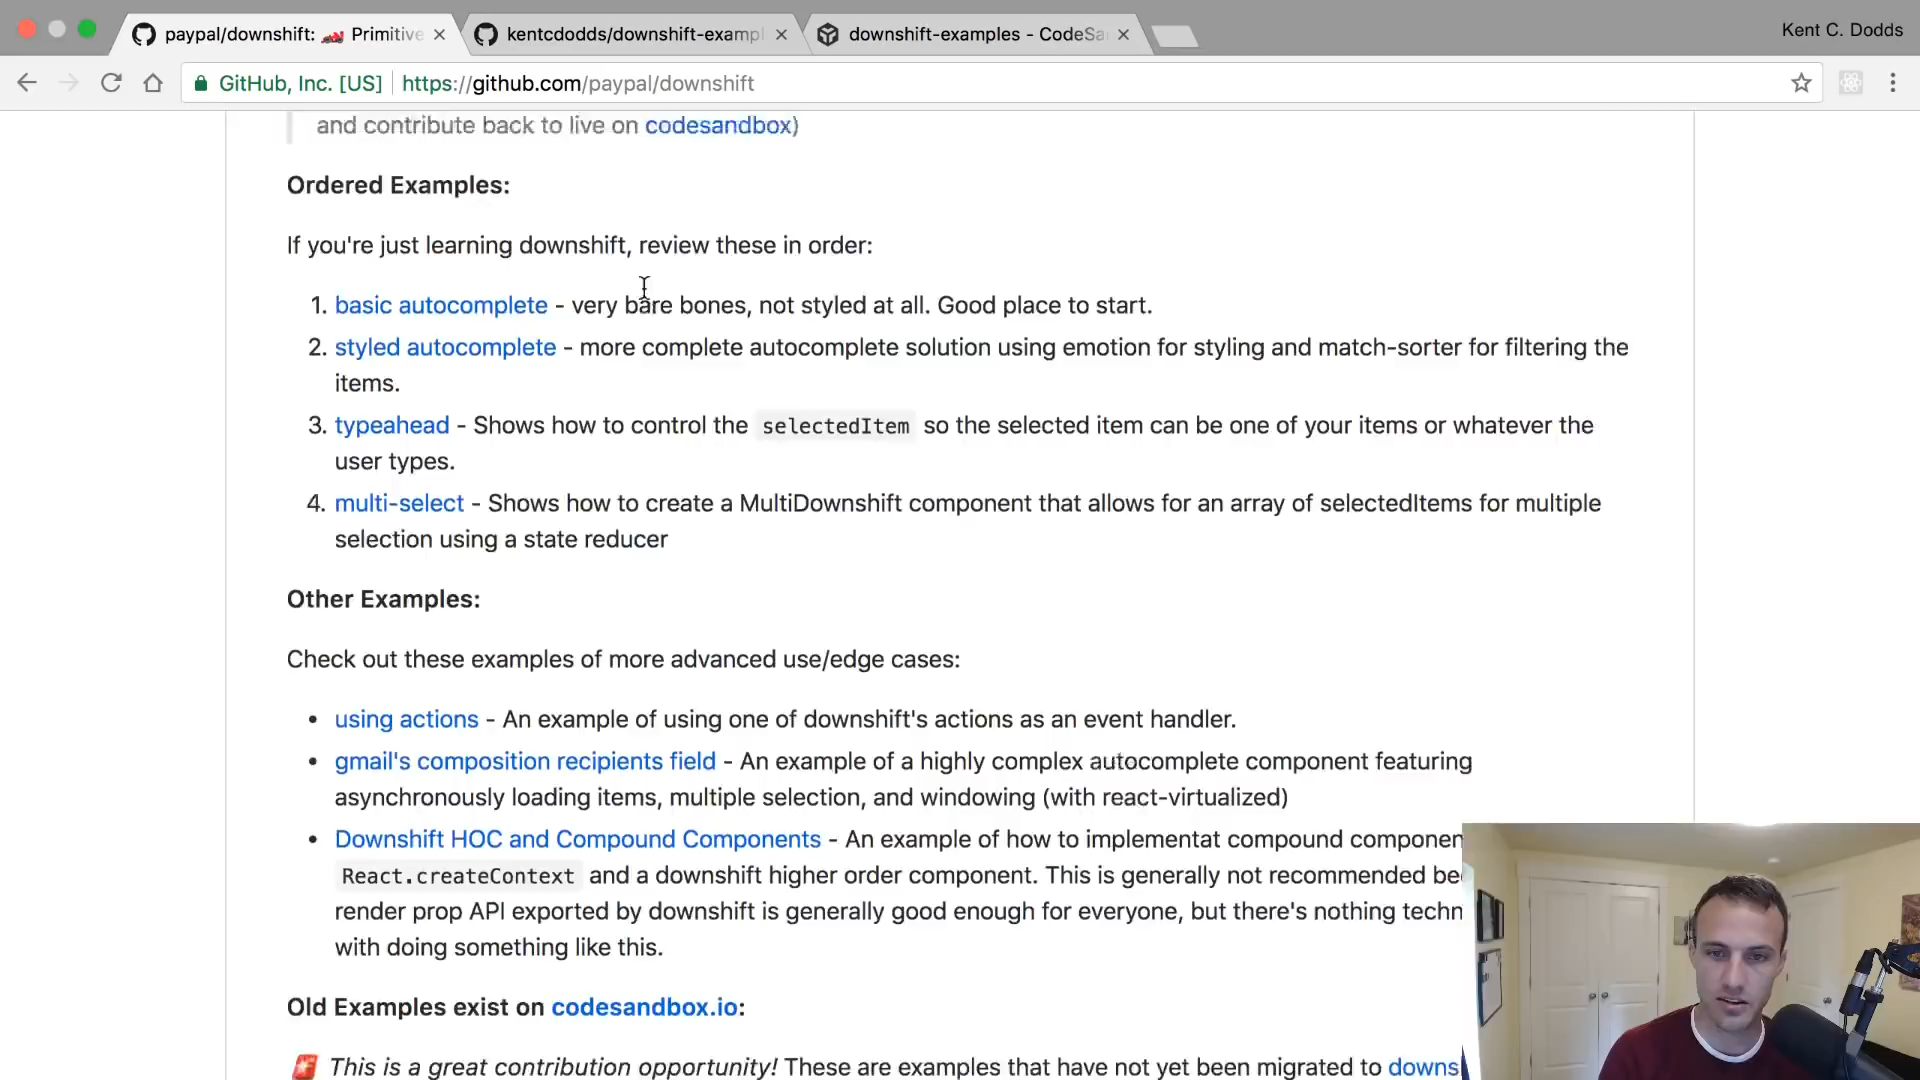 paypal/downshift: 🏎 Primitive
kentcdodds/downshift-exampl
downshift-examples - CodeSa
Kent C. Dodds
GitHub, Inc. [US] https://github.com/paypal/downshift
and contribute back to live on codesandbox)
Ordered Examples:
If you're just learning downshift, review these in order:
1. basic autocomplete - very bare bones, not styled at all. Good place to start.
2. styled autocomplete - more complete autocomplete solution using emotion for styling and match-sorter for filtering the
items.
3. typeahead - Shows how to control the selectedItem so the selected item can be one of your items or whatever the
user types.
4. multi-select - Shows how to create a MultiDownshift component that allows for an array of selectedItems for multiple
selection using a state reducer
Other Examples:
Check out these examples of more advanced use/edge cases:
• using actions - An example of using one of downshift's actions as an event handler.
• gmail's composition recipients field - An example of a highly complex autocomplete component featuring
asynchronously loading items, multiple selection, and windowing (with react-virtualized)
• Downshift HOC and Compound Components - An example of how to implementat compound componen
React.createContext and a downshift higher order component. This is generally not recommended be
render prop API exported by downshift is generally good enough for everyone, but there's nothing techn
with doing something like this.
Old Examples exist on codesandbox.io:
🚨 This is a great contribution opportunity! These are examples that have not yet been migrated to downs